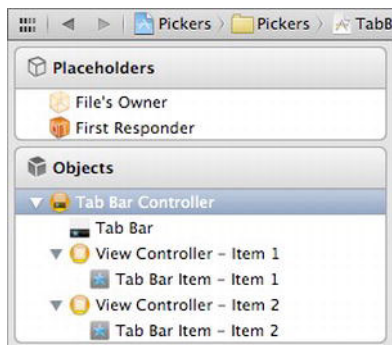 Pickers Pickers TabB
Placeholders
File's Owner
First Responder
Objects
Tab Bar Controller
Tab Bar
View Controller – Item 1
Tab Bar Item – Item 1
View Controller – Item 2
Tab Bar Item – Item 2